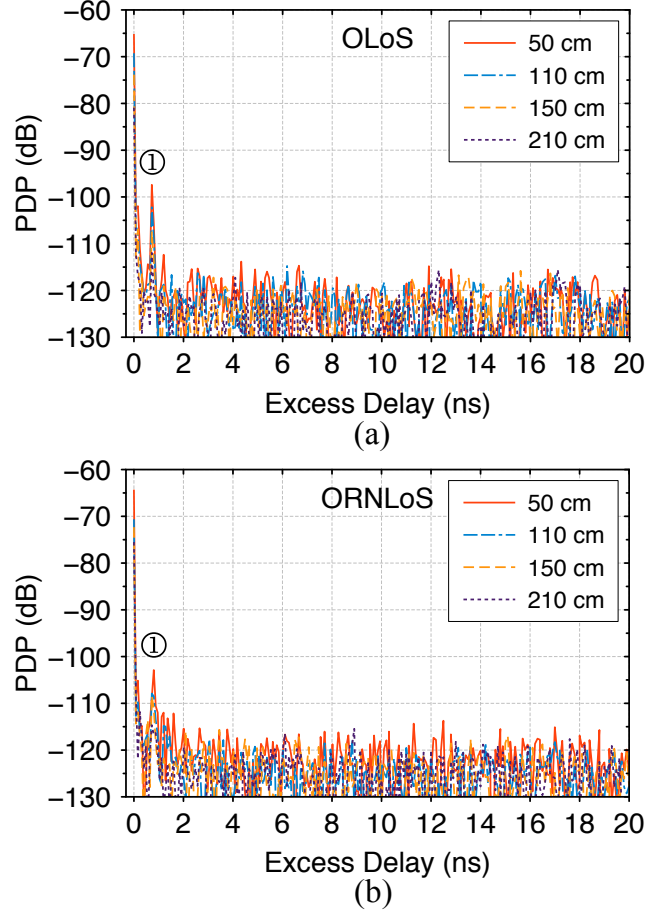 OLoS
50 cm
110 cm
150 cm
210 cm
①
PDP (dB)
−60
−70
−80
−90
−100
−110
−120
−130
0 2 4 6 8 10 12 14 16 18 20
Excess Delay (ns)
(a)
ORNLoS
50 cm
110 cm
150 cm
210 cm
①
PDP (dB)
−60
−70
−80
−90
−100
−110
−120
−130
0 2 4 6 8 10 12 14 16 18 20
Excess Delay (ns)
(b)